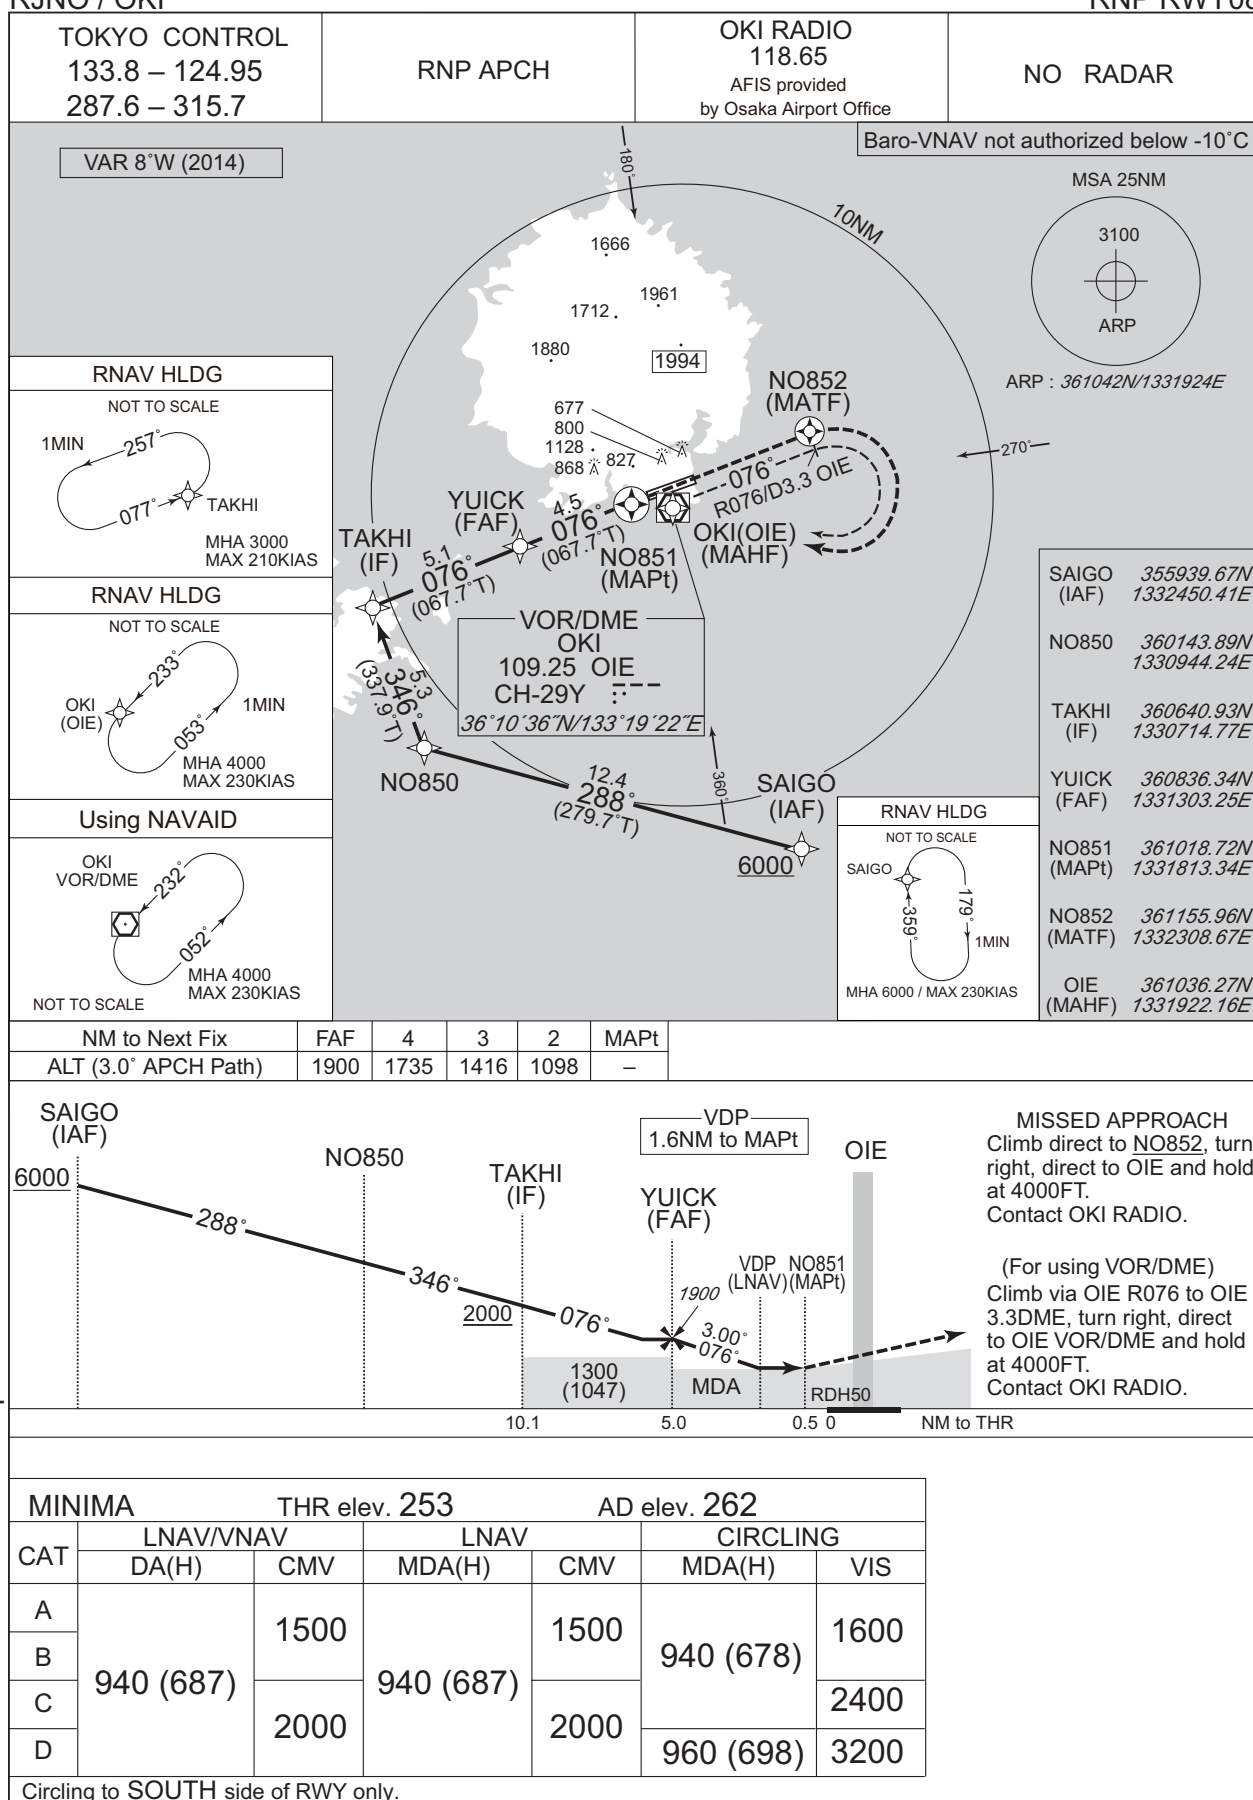 RJNO / OKI
RNP RWY08
TOKYO CONTROL
133.8 – 124.95
287.6 – 315.7
RNP APCH
OKI RADIO
118.65
AFIS provided
by Osaka Airport Office
NO RADAR
VAR 8˚W (2014)
Baro-VNAV not authorized below -10˚C
180˚
10NM
MSA 25NM
3100
ARP
ARP : 361042N/1331924E
1666
1961
1712
1880
1994
677
800
1128
868
827
NO852
(MATF)
270˚
076˚
R076/D3.3 OIE
YUICK
(FAF)
4.5
076˚
(067.7˚T)
TAKHI
(IF)
5.1
076˚
(067.7˚T)
NO851
(MAPt)
OKI(OIE)
(MAHF)
VOR/DME
OKI
109.25 OIE
CH-29Y
36˚10´36˝N/133˚19´22˝E
5.3
346˚
(337.9˚T)
NO850
12.4
288˚
(279.7˚T)
360˚
SAIGO
(IAF)
6000
RNAV HLDG
NOT TO SCALE
1MIN
257˚
077˚
TAKHI
MHA 3000
MAX 210KIAS
RNAV HLDG
NOT TO SCALE
233˚
OKI
(OIE)
1MIN
053˚
MHA 4000
MAX 230KIAS
Using NAVAID
OKI
VOR/DME
232˚
052˚
MHA 4000
MAX 230KIAS
NOT TO SCALE
RNAV HLDG
NOT TO SCALE
SAIGO
179˚
359˚
1MIN
MHA 6000 / MAX 230KIAS
SAIGO 355939.67N
(IAF) 1332450.41E
NO850 360143.89N
1330944.24E
TAKHI 360640.93N
(IF) 1330714.77E
YUICK 360836.34N
(FAF) 1331303.25E
NO851 361018.72N
(MAPt) 1331813.34E
NO852 361155.96N
(MATF) 1332308.67E
OIE 361036.27N
(MAHF) 1331922.16E
NM to Next Fix FAF 4 3 2 MAPt
ALT (3.0˚ APCH Path) 1900 1735 1416 1098 –
SAIGO
(IAF)
6000
288˚
NO850
346˚
TAKHI
(IF)
2000
076˚
YUICK
(FAF)
1900
3.00˚
076˚
VDP
1.6NM to MAPt
VDP
(LNAV)
NO851
(MAPt)
OIE
1300
(1047)
MDA
RDH50
10.1 5.0 0.5 0 NM to THR
MISSED APPROACH
Climb direct to NO852, turn
right, direct to OIE and hold
at 4000FT.
Contact OKI RADIO.
(For using VOR/DME)
Climb via OIE R076 to OIE
3.3DME, turn right, direct
to OIE VOR/DME and hold
at 4000FT.
Contact OKI RADIO.
MINIMA THR elev. 253 AD elev. 262
CAT LNAV/VNAV LNAV CIRCLING
DA(H) CMV MDA(H) CMV MDA(H) VIS
A
B
C
D
940 (687)
1500
2000
940 (687)
1500
2000
940 (678)
960 (698)
1600
2400
3200
Circling to SOUTH side of RWY only.